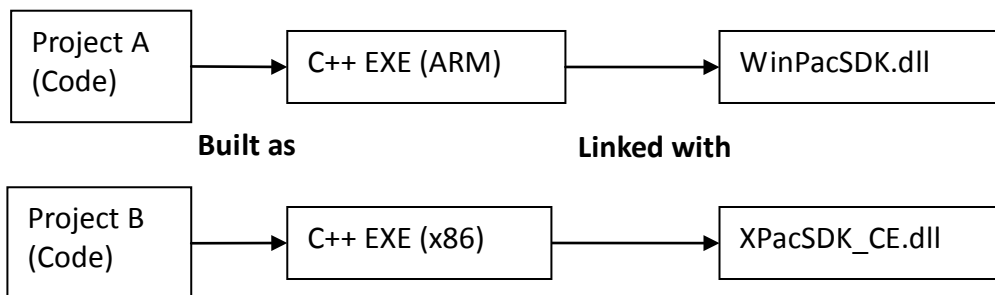 Project A
(Code)
C++ EXE (ARM)
WinPacSDK.dll
Built as
Linked with
Project B
(Code)
C++ EXE (x86)
XPacSDK_CE.dll